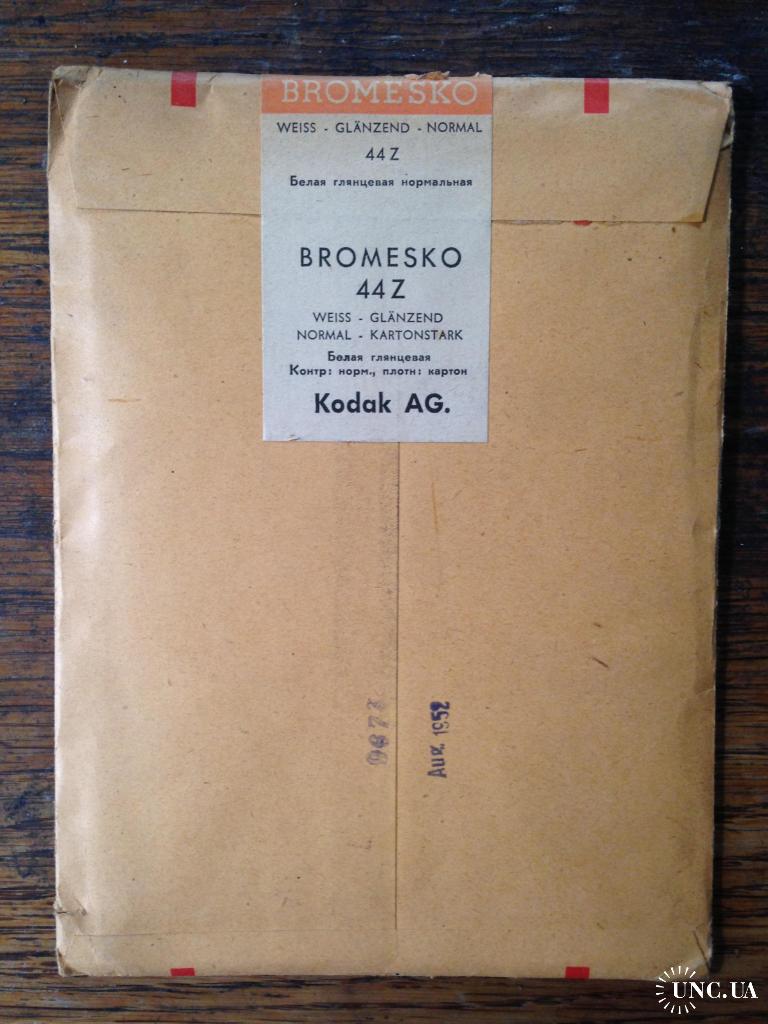 BROMESKO
WEISS - GLÄNZEND - NORMAL
44 Z
Белая глянцевая нормальная
BROMESKO
44 Z
WEISS - GLÄNZEND
NORMAL - KARTONSTARK
Белая глянцевая
Контр: норм., плотн: картон
Kodak AG.
Aug. 1952
UNC.UA